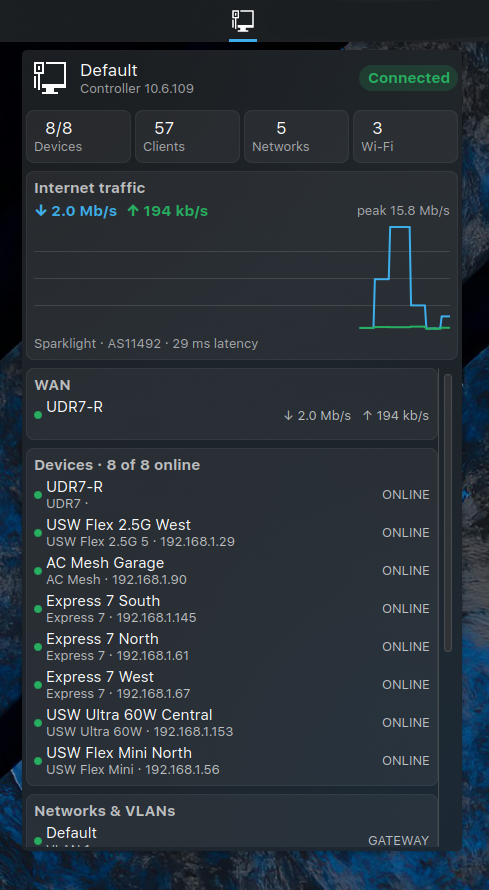 Default
Controller 10.6.109
Connected
8/8
Devices
57
Clients
5
Networks
3
Wi-Fi
Internet traffic
↓ 2.0 Mb/s ↑ 194 kb/s peak 15.8 Mb/s
Sparklight · AS11492 · 29 ms latency
WAN
UDR7-R
↓ 2.0 Mb/s ↑ 194 kb/s
Devices · 8 of 8 online
UDR7-R
UDR7 ·
ONLINE
USW Flex 2.5G West
USW Flex 2.5G 5 · 192.168.1.29
ONLINE
AC Mesh Garage
AC Mesh · 192.168.1.90
ONLINE
Express 7 South
Express 7 · 192.168.1.145
ONLINE
Express 7 North
Express 7 · 192.168.1.61
ONLINE
Express 7 West
Express 7 · 192.168.1.67
ONLINE
USW Ultra 60W Central
USW Ultra 60W · 192.168.1.153
ONLINE
USW Flex Mini North
USW Flex Mini · 192.168.1.56
ONLINE
Networks & VLANs
Default
GATEWAY